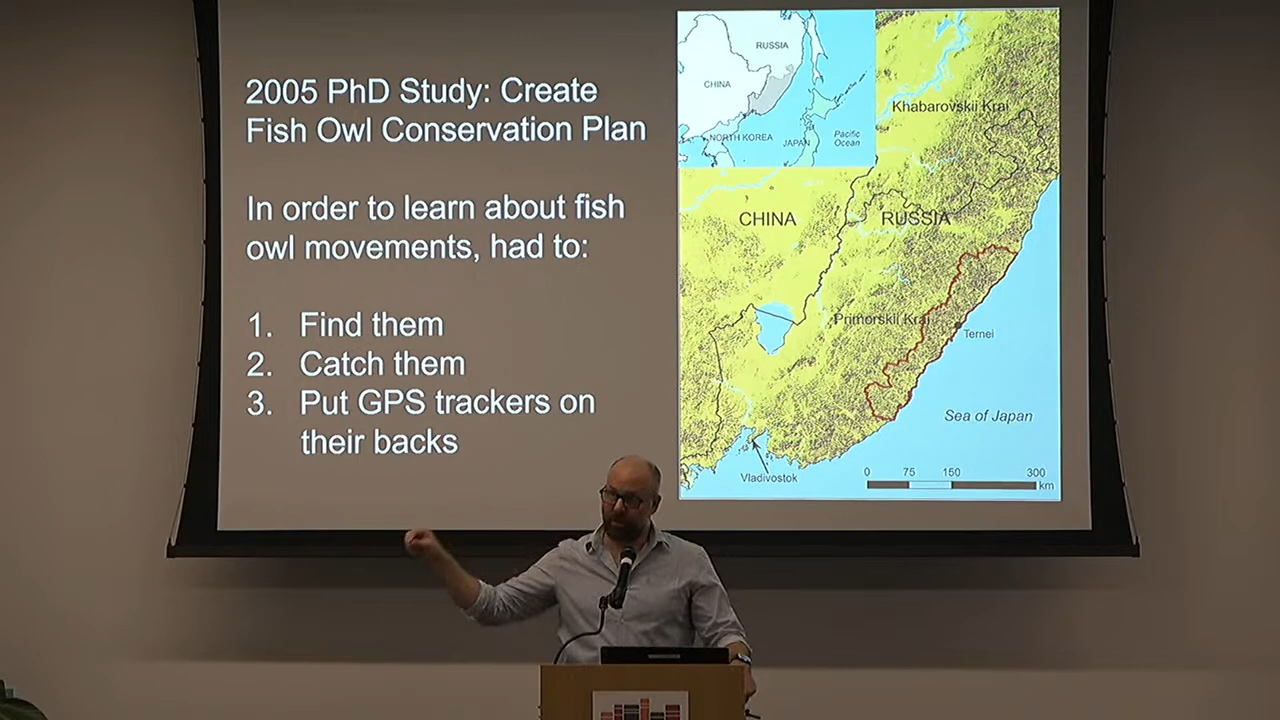 2005 PhD Study: Create
Fish Owl Conservation Plan
In order to learn about fish
owl movements, had to:
1. Find them
2. Catch them
3. Put GPS trackers on
their backs
RUSSIA
CHINA
NORTH KOREA
JAPAN
Pacific
Ocean
Khabarovskii Krai
CHINA
RUSSIA
Primorskii Krai
Ternei
Sea of Japan
Vladivostok
0 75 150 300
km